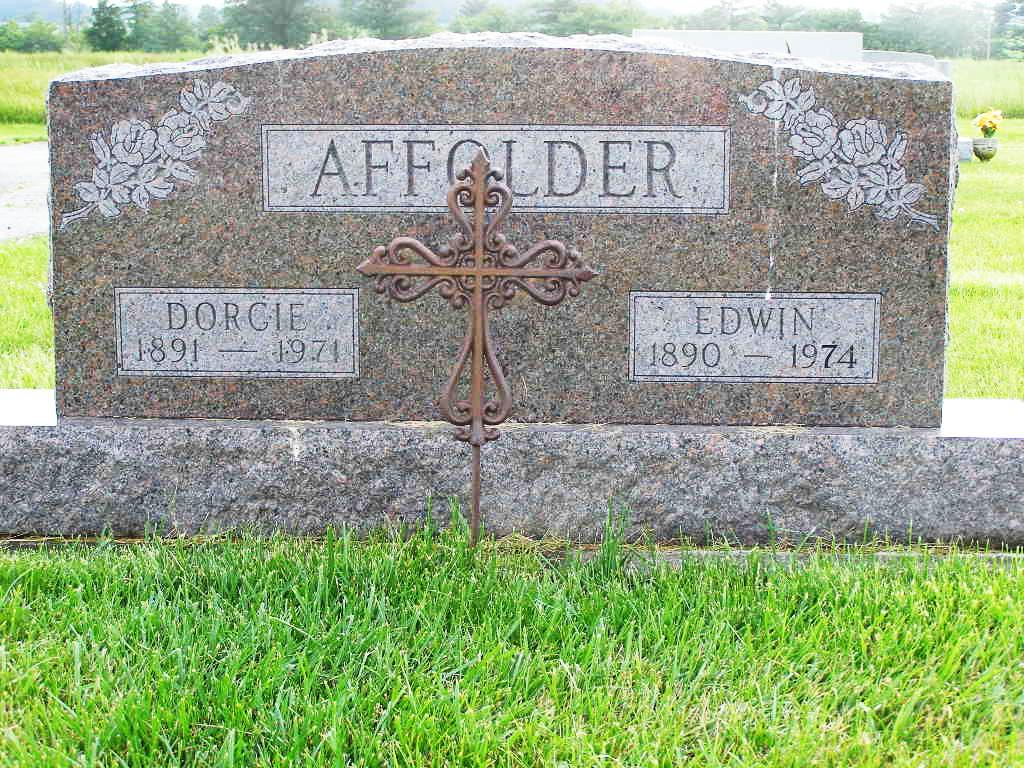 AFFOLDER
DORCIE
1891 — 1971
EDWIN
1890 — 1974